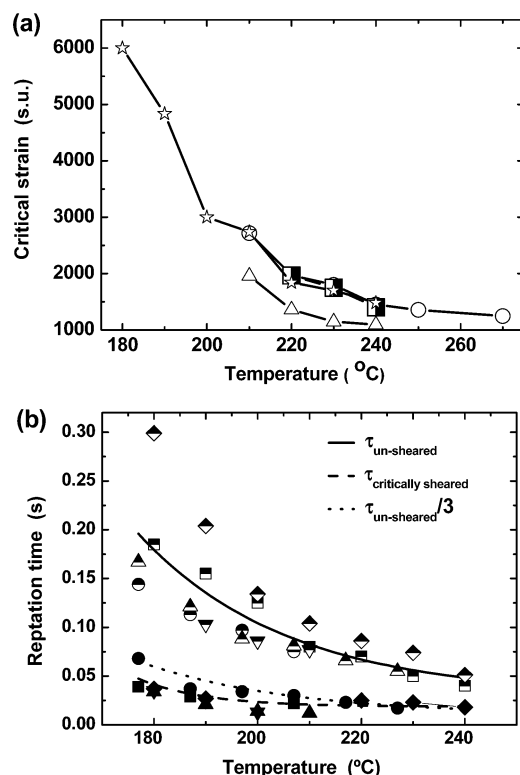 (a)
6000
5000
4000
3000
2000
1000
Critical strain (s.u.)
180 200 220 240 260
Temperature ( °C)
(b)
0.30
0.25
0.20
0.15
0.10
0.05
0.00
Reptation time (s)
τun-sheared
τcritically sheared
τun-sheared/3
180 200 220 240
Temperature (ºC)